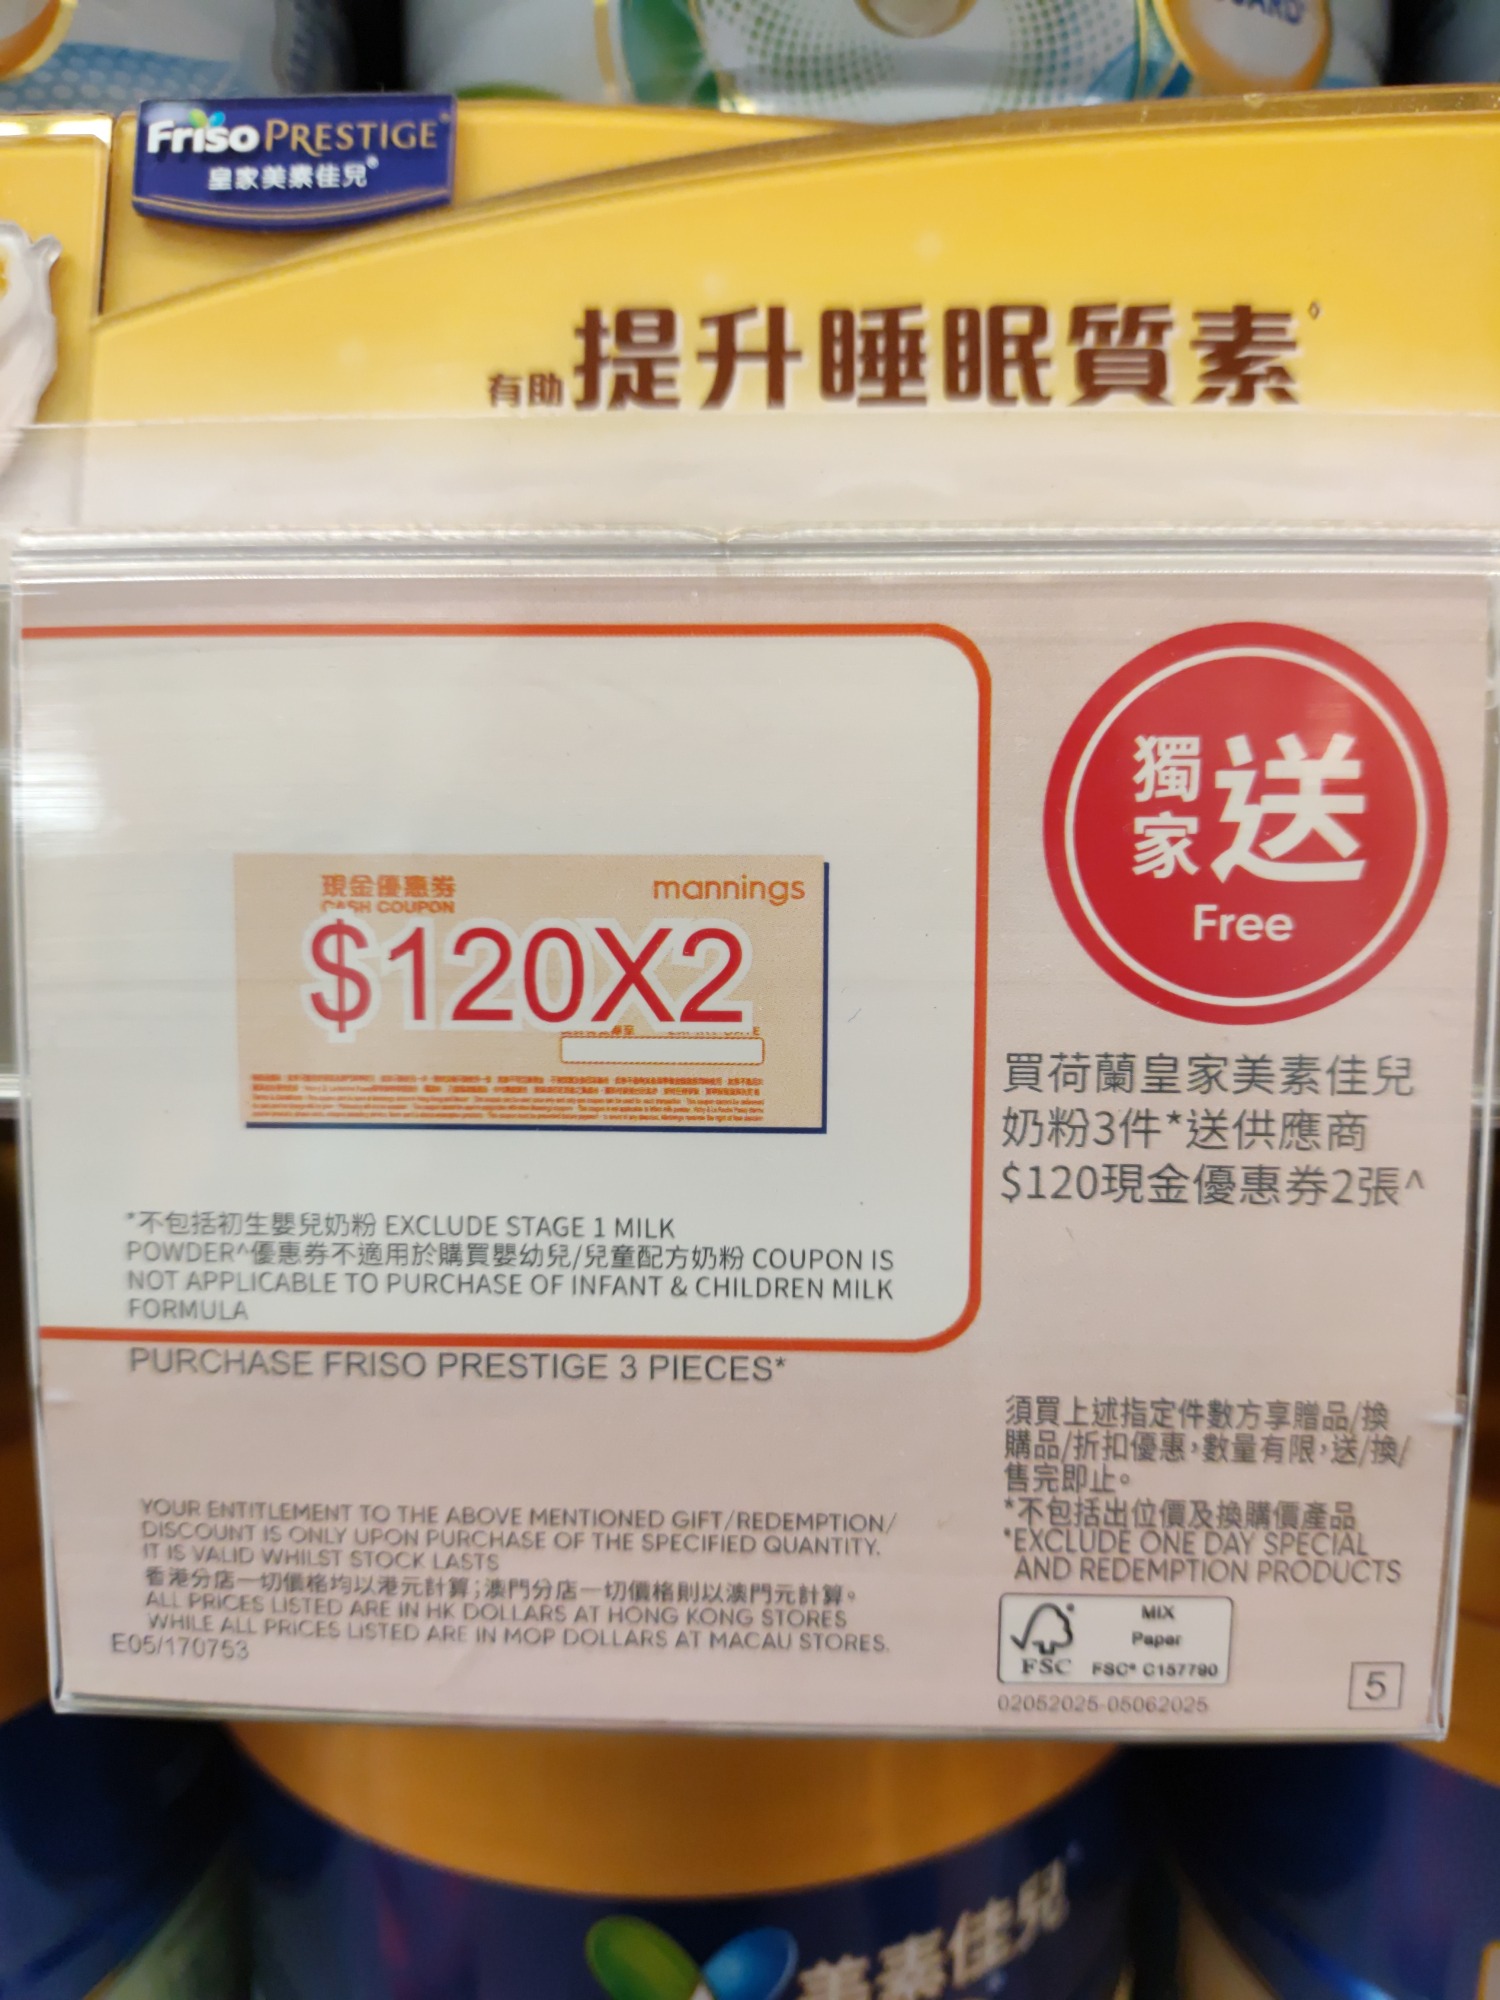 Friso PRESTIGE
皇家美素佳兒®
有助提升睡眠質素◊
獨家送
Free
現金優惠券
CASH COUPON
mannings
$120X2
買荷蘭皇家美素佳兒
奶粉3件*送供應商
$120現金優惠券2張^
*不包括初生嬰兒奶粉 EXCLUDE STAGE 1 MILK
POWDER^優惠券不適用於購買嬰幼兒/兒童配方奶粉 COUPON IS
NOT APPLICABLE TO PURCHASE OF INFANT & CHILDREN MILK
FORMULA
PURCHASE FRISO PRESTIGE 3 PIECES*
須買上述指定件數方享贈品/換
購品/折扣優惠，數量有限，送/換/
售完即止。
*不包括出位價及換購價產品
*EXCLUDE ONE DAY SPECIAL
AND REDEMPTION PRODUCTS
YOUR ENTITLEMENT TO THE ABOVE MENTIONED GIFT/REDEMPTION/
DISCOUNT IS ONLY UPON PURCHASE OF THE SPECIFIED QUANTITY.
IT IS VALID WHILST STOCK LASTS
香港分店一切價格均以港元計算；澳門分店一切價格則以澳門元計算。
ALL PRICES LISTED ARE IN HK DOLLARS AT HONG KONG STORES
WHILE ALL PRICES LISTED ARE IN MOP DOLLARS AT MACAU STORES.
E05/170753
FSC
MIX
Paper
FSC® C157790
02052025-05062025
5
美素佳兒